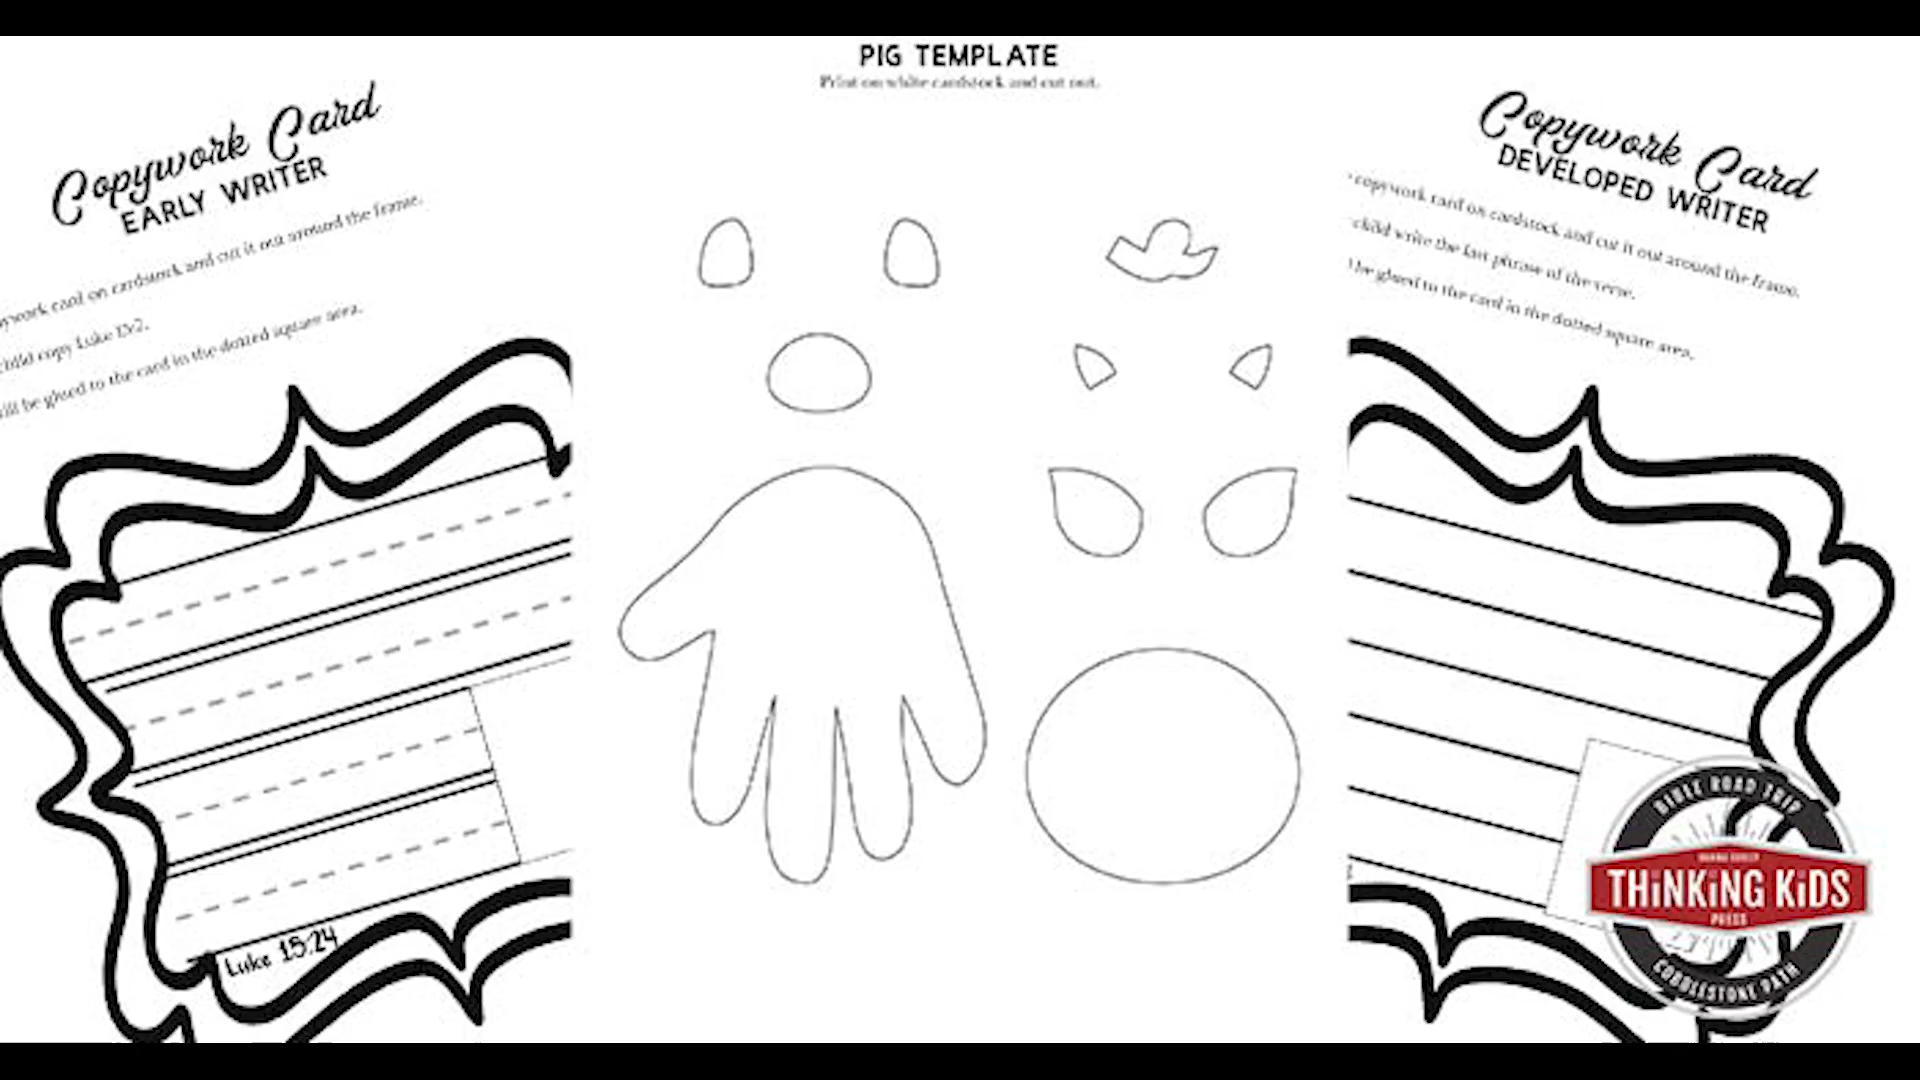 Copywork Card
EARLY WRITER
work card on cardstock and cut it out around the frame.
child copy Luke
ill be glued to the card in the dotted square area.
Luke 15:24
PIG TEMPLATE
Print on white cardstock and cut out.
Copywork Card
DEVELOPED WRITER
copywork card on cardstock and cut it out around the frame.
child write the last phrase of the verse.
be glued to the card in the dotted square area.
BIBLE ROAD TRIP
THiNKiNG KiDS
PRESS
COBBLESTONE PATH